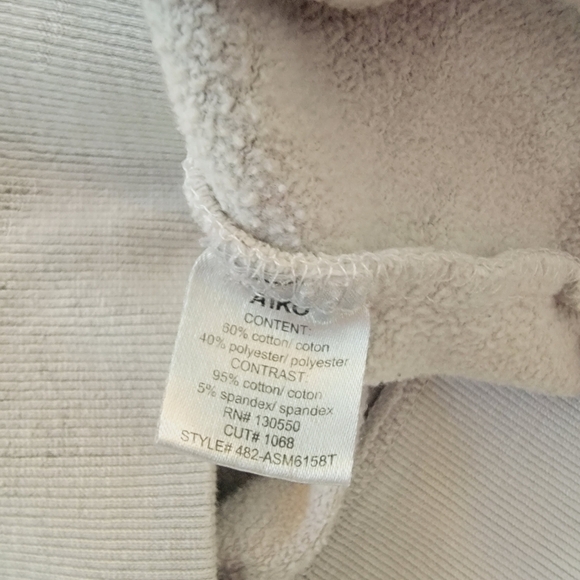 AIKO
CONTENT:
60% cotton/ coton
40% polyester/ polyester
CONTRAST:
95% cotton/ coton
5% spandex/ spandex
RN# 130550
CUT# 1068
STYLE# 482-ASM6158T